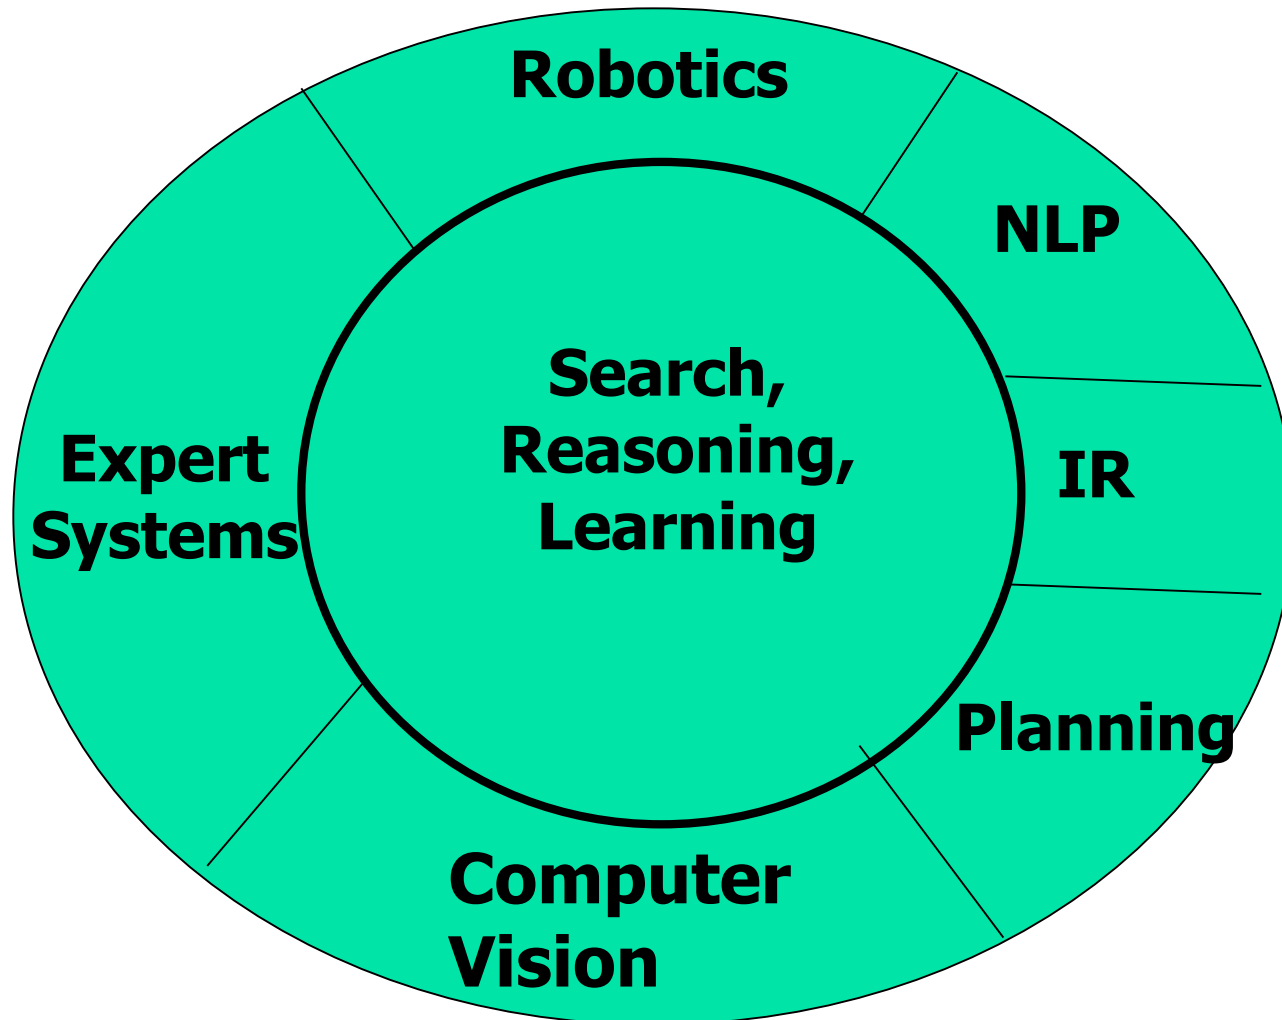 Robotics
NLP
Search,
Reasoning,
Learning
Expert
Systems
IR
Planning
Computer
Vision